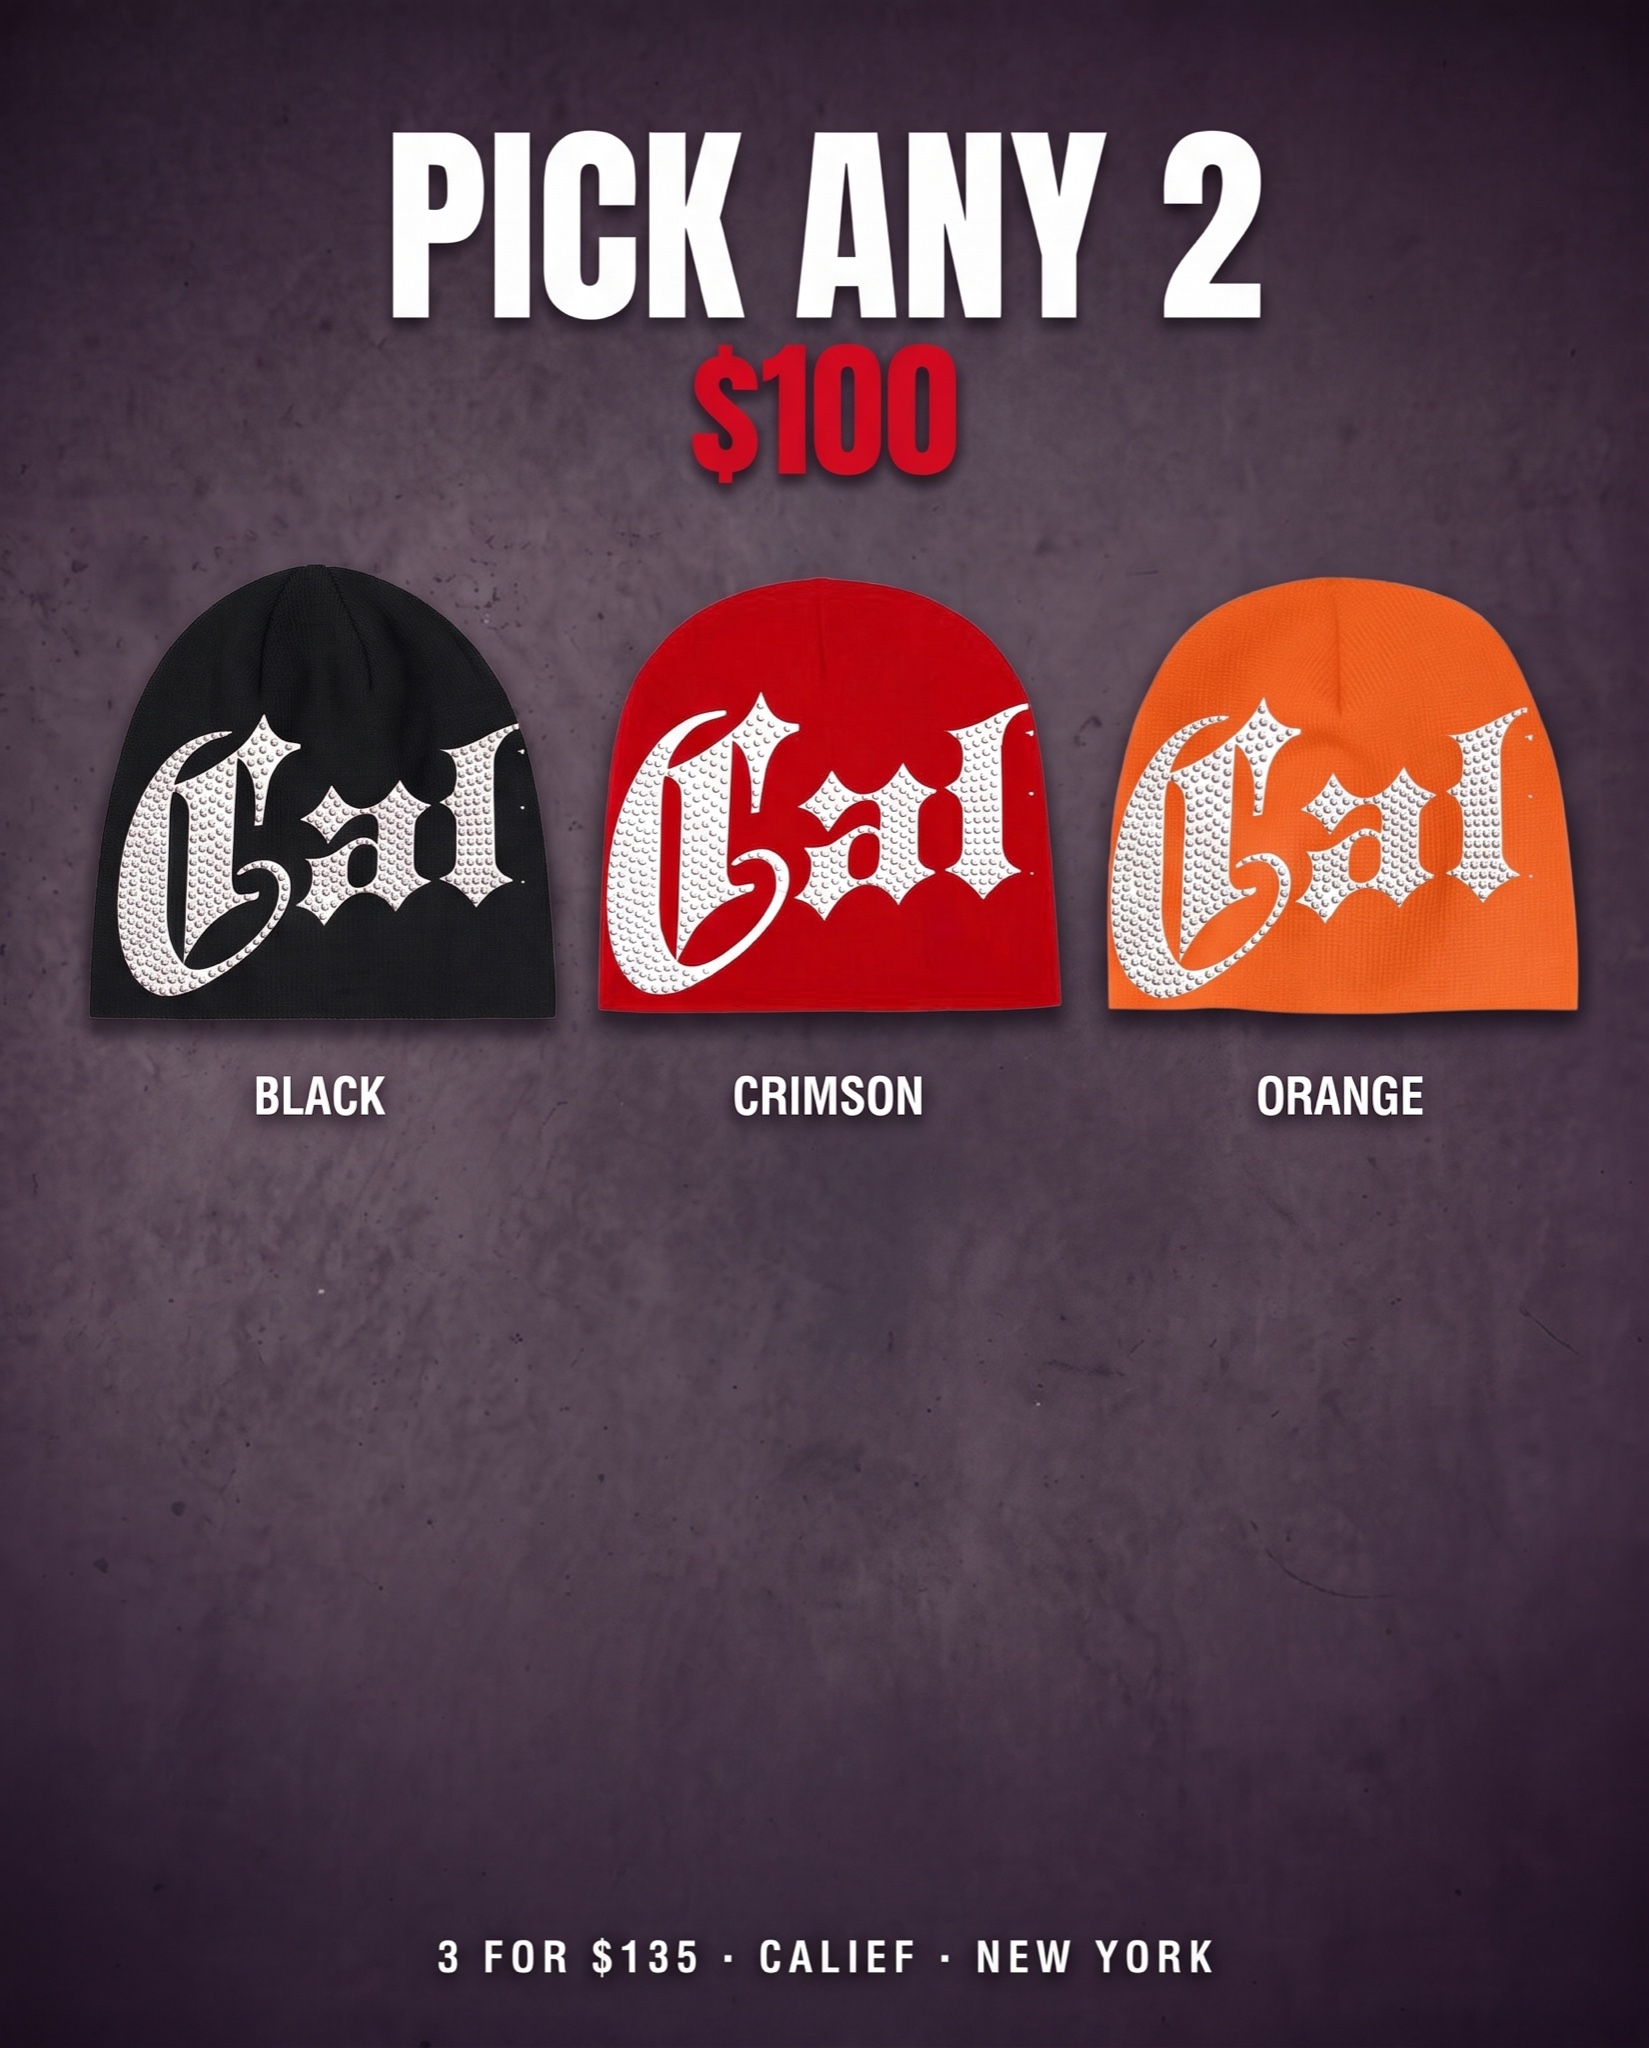 PICK ANY 2
$100
Cal Cal Cal
BLACK CRIMSON ORANGE
3 FOR $135 · CALIEF · NEW YORK